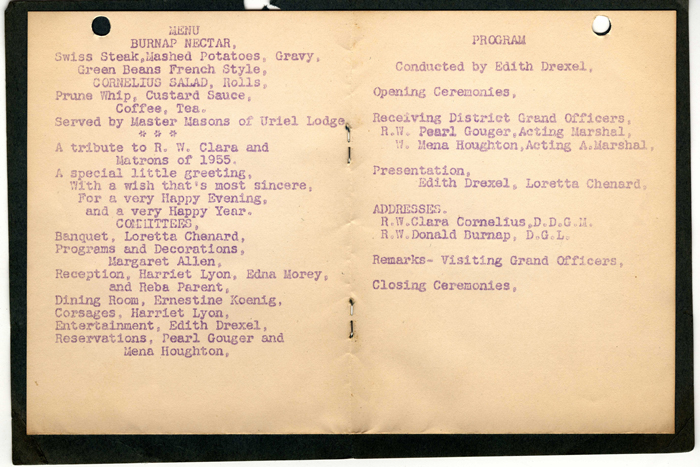 MENU
BURNAP NECTAR,
Swiss Steak,Mashed Potatoes, Gravy,
Green Beans French Style,
CORNELIUS SALAD, Rolls,
Prune Whip, Custard Sauce,
Coffee, Tea.
Served by Master Masons of Uriel Lodge
* * *
A tribute to R. W. Clara and
Matrons of 1955.
A special little greeting,
With a wish that's most sincere,
For a very Happy Evening,
and a very Happy Year.
COMMITTEES,
Banquet, Loretta Chenard,
Programs and Decorations,
Margaret Allen,
Reception, Harriet Lyon, Edna Morey,
and Reba Parent,
Dining Room, Ernestine Koenig,
Corsages, Harriet Lyon,
Entertainment, Edith Drexel,
Reservations, Pearl Gouger and
Mena Houghton,
PROGRAM
Conducted by Edith Drexel,
Opening Ceremonies,
Receiving District Grand Officers,
R.W. Pearl Gouger,Acting Marshal,
W. Mena Houghton,Acting A.Marshal,
Presentation,
Edith Drexel, Loretta Chenard,
ADDRESSES.
R.W.Clara Cornelius,D.D.G.M.
R.W.Donald Burnap, D.G.L.
Remarks- Visiting Grand Officers,
Closing Ceremonies,